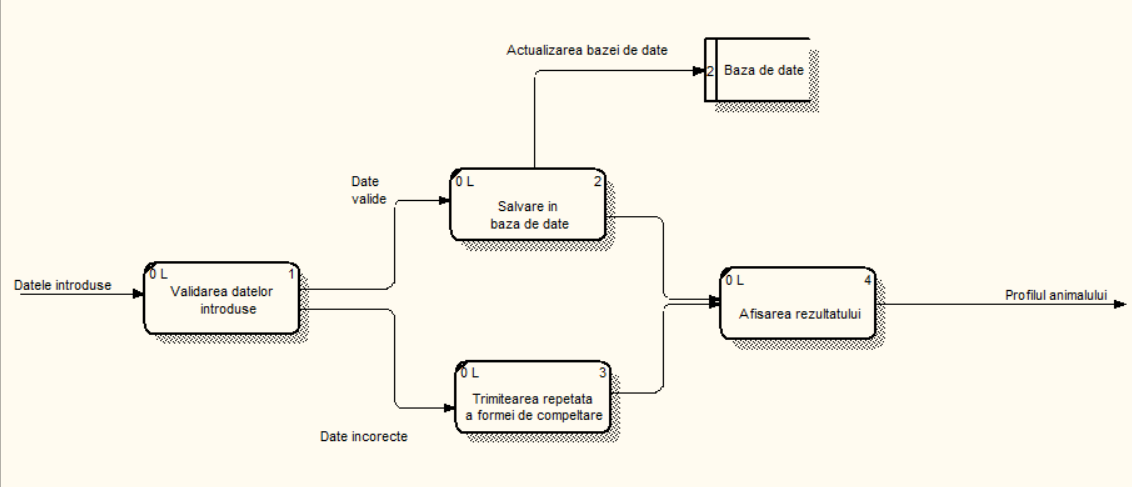 Actualizarea bazei de date
2
Baza de date
Date
valide
0 L
2
Salvare in
baza de date
Datele introduse
0 L
1
Validarea datelor
introduse
0 L
4
Afisarea rezultatului
Profilul animalului
0 L
3
Trimitearea repetata
a formei de compeltare
Date incorecte